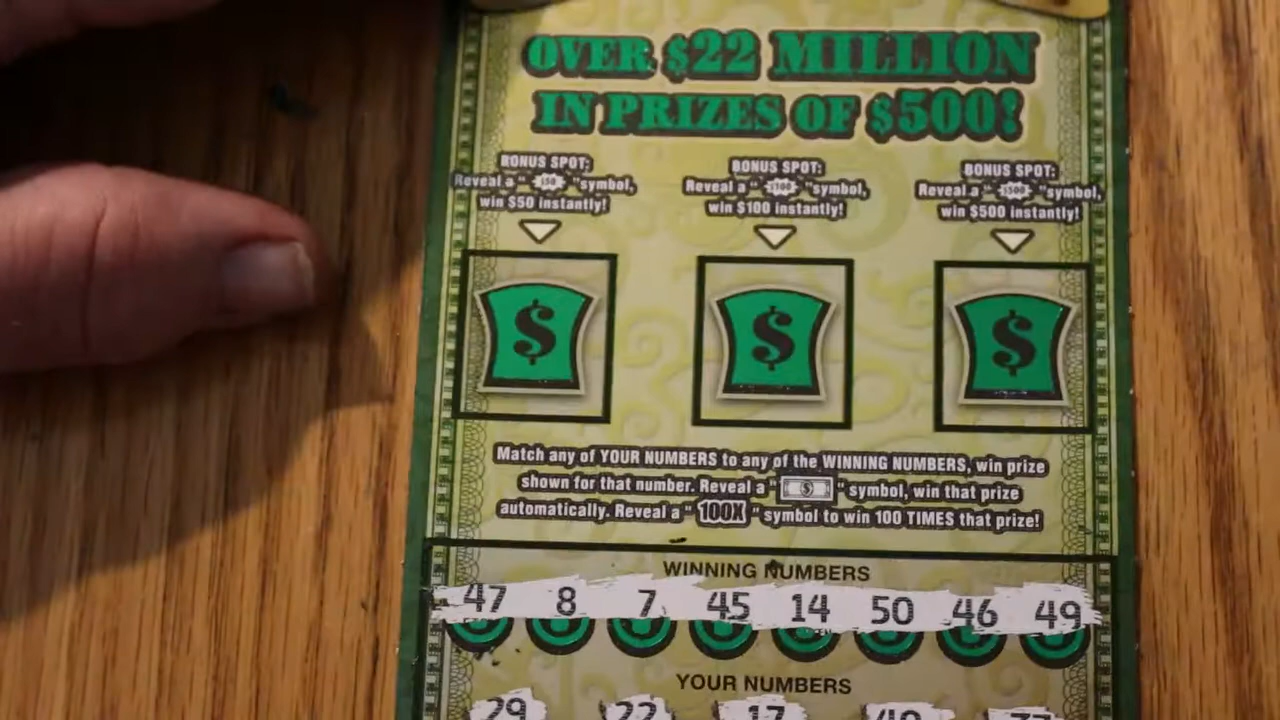 OVER $22 MILLION
IN PRIZES OF $500!
BONUS SPOT:
Reveal a "$50" symbol,
win $50 instantly!
BONUS SPOT:
Reveal a "$100" symbol,
win $100 instantly!
BONUS SPOT:
Reveal a "$500" symbol,
win $500 instantly!
$ $ $
Match any of YOUR NUMBERS to any of the WINNING NUMBERS, win prize
shown for that number. Reveal a "$" symbol, win that prize
automatically. Reveal a "100X" symbol to win 100 TIMES that prize!
WINNING NUMBERS
47 8 7 45 14 50 46 49
YOUR NUMBERS
29 22 17